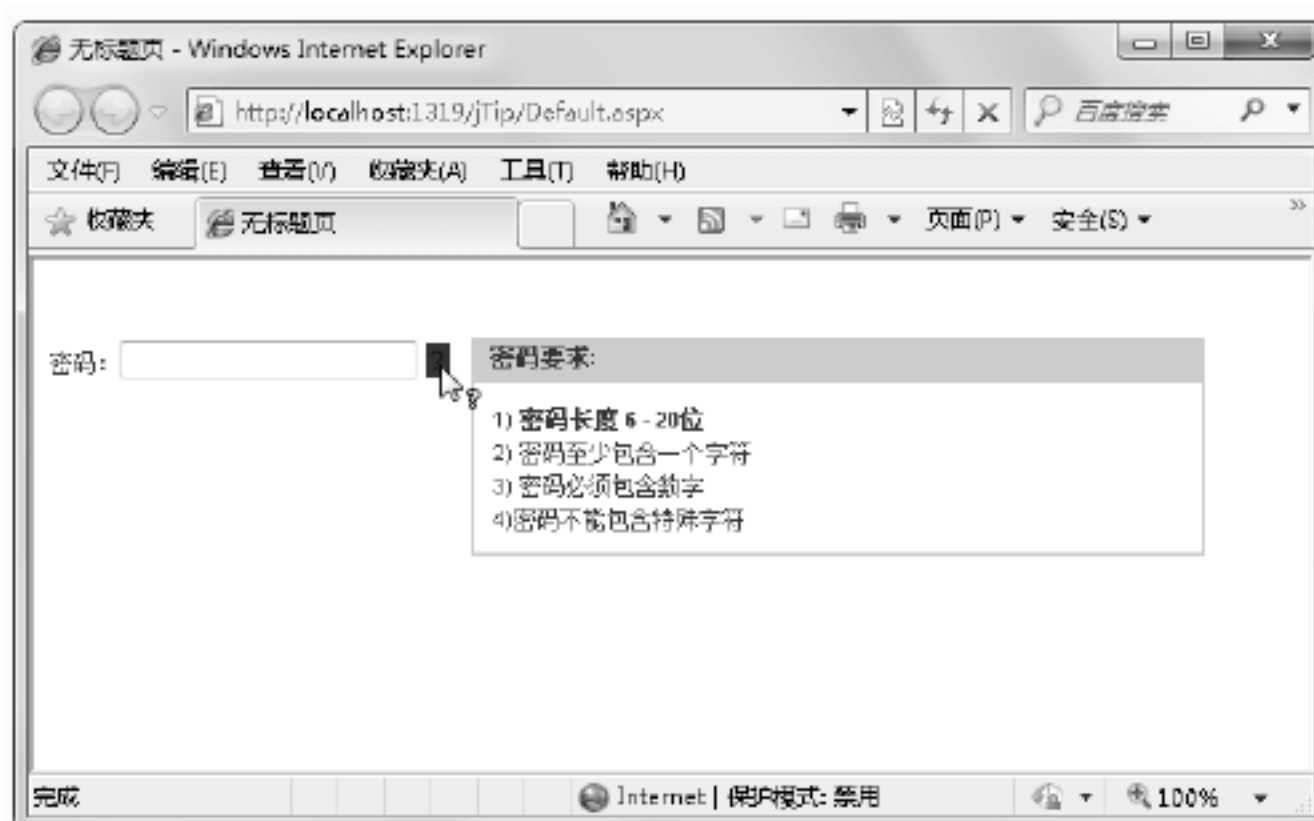 无标题页 - Windows Internet Explorer
http://localhost:1319/jTip/Default.aspx 百度搜索
文件(F) 编辑(E) 查看(V) 收藏夹(A) 工具(T) 帮助(H)
收藏夹 无标题页 页面(P) 安全(S) »
密码: ? 密码要求:
1) 密码长度 6 - 20位
2) 密码至少包含一个字符
3) 密码必须包含数字
4)密码不能包含特殊字符
完成 Internet | 保护模式: 禁用 100%